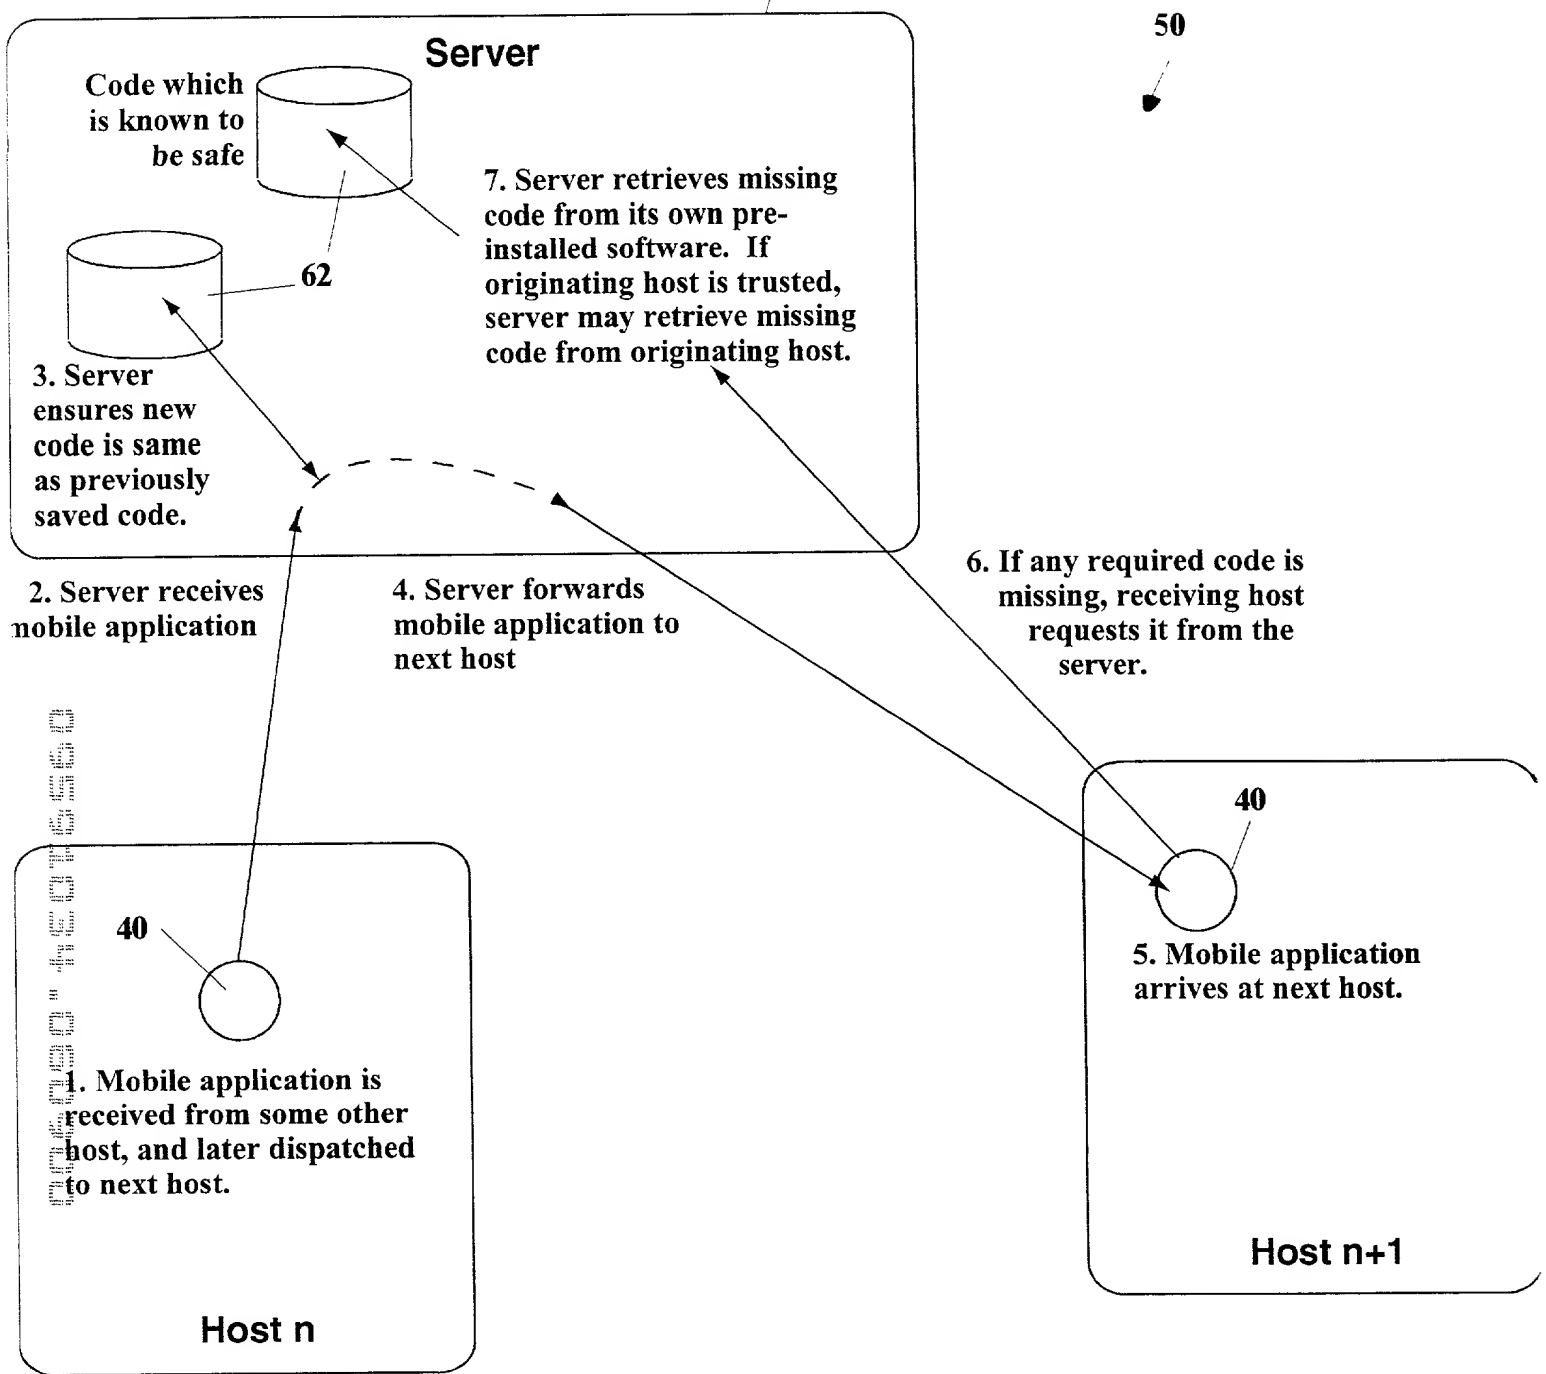 50
Server
Code which
is known to
be safe
7. Server retrieves missing
code from its own pre-
installed software. If
originating host is trusted,
server may retrieve missing
code from originating host.
62
3. Server
ensures new
code is same
as previously
saved code.
2. Server receives
mobile application
4. Server forwards
mobile application to
next host
6. If any required code is
missing, receiving host
requests it from the
server.
40
5. Mobile application
arrives at next host.
Host n+1
40
1. Mobile application is
received from some other
host, and later dispatched
to next host.
Host n